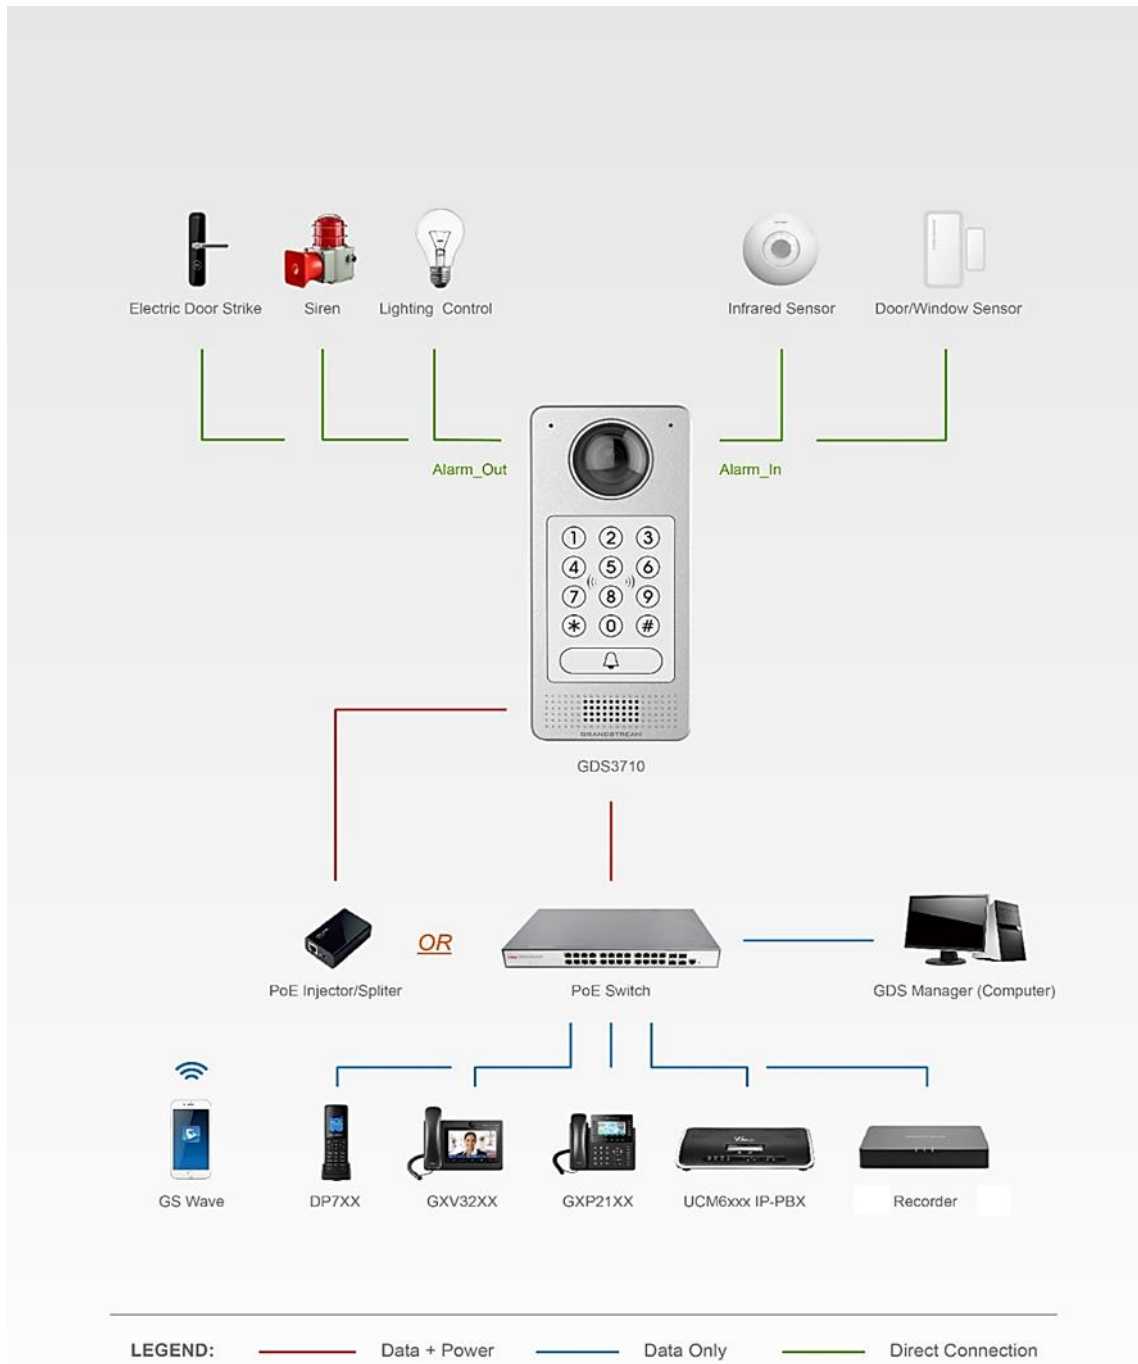 Electric Door Strike
Siren
Lighting Control
Infrared Sensor
Door/Window Sensor
Alarm_Out
Alarm_In
1 2 3
4 5 6
7 8 9
* 0 #
GRANDSTREAM
GDS3710
OR
PoE Injector/Spliter
PoE Switch
GDS Manager (Computer)
GS Wave
DP7XX
GXV32XX
GXP21XX
UCM6xxx IP-PBX
Recorder
LEGEND:
Data + Power
Data Only
Direct Connection